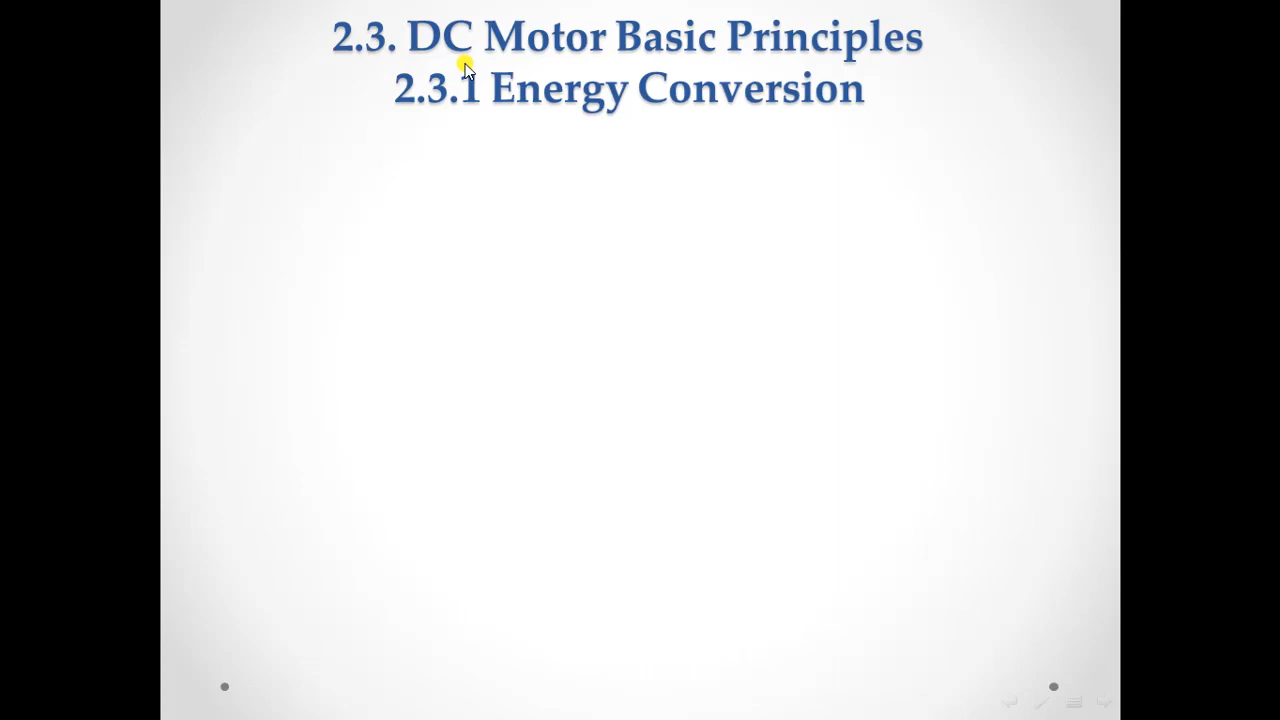 2.3. DC Motor Basic Principles
2.3.1 Energy Conversion